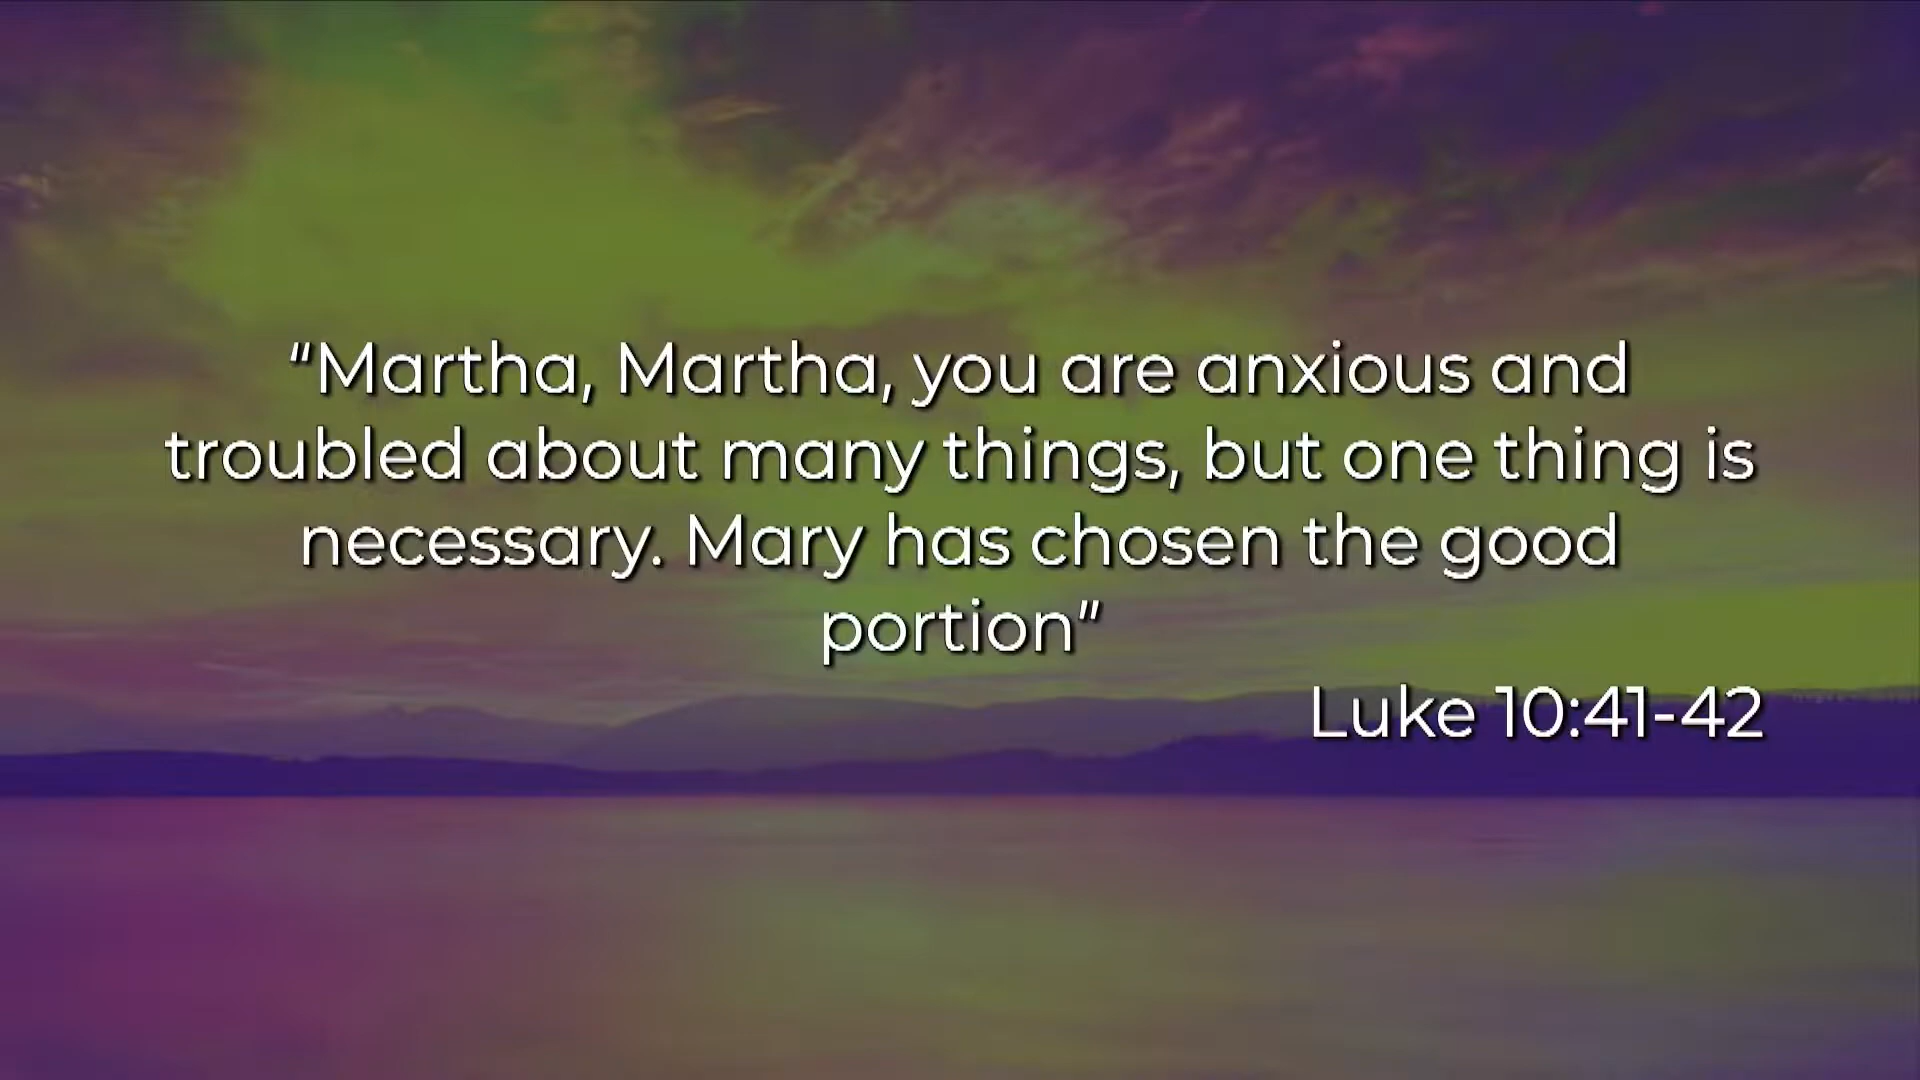 “Martha, Martha, you are anxious and
troubled about many things, but one thing is
necessary. Mary has chosen the good
portion”
Luke 10:41-42